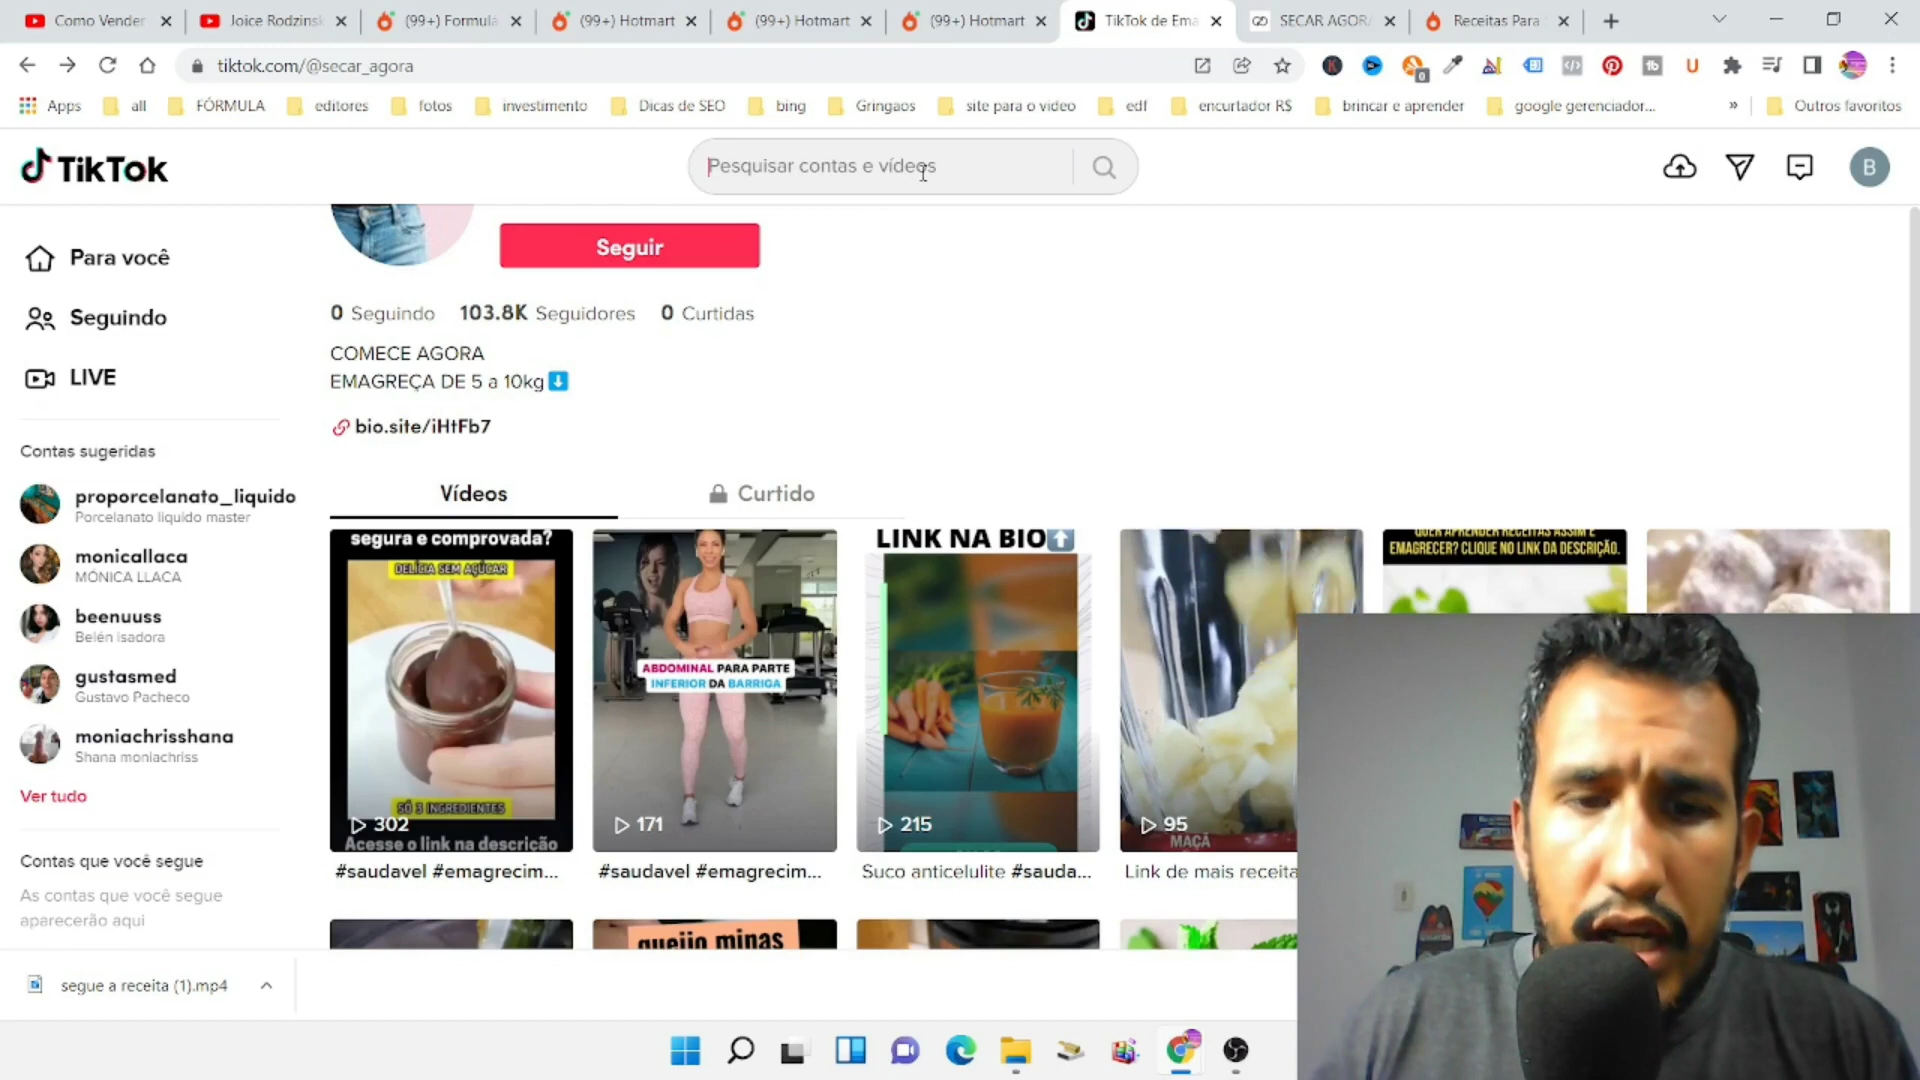 Como Vender
Joice Rodzinsk
(99+) Formula
(99+) Hotmart
(99+) Hotmart
(99+) Hotmart
TikTok de Ema
SECAR AGORA
Receitas Para
tiktok.com/@secar_agora
Apps
all
FÓRMULA
editores
fotos
investimento
Dicas de SEO
bing
Gringaos
site para o video
edf
encurtador R$
brincar e aprender
google gerenciador...
»
Outros favoritos
TikTok
Pesquisar contas e vídeos
B
Para você
Seguindo
LIVE
Contas sugeridas
proporcelanato_liquido
Porcelanato liquido master
monicallaca
MÓNICA LLACA
beenuuss
Belén isadora
gustasmed
Gustavo Pacheco
moniachrisshana
Shana moniachriss
Ver tudo
Contas que você segue
As contas que você segue
aparecerão aqui
Seguir
0 Seguindo 103.8K Seguidores 0 Curtidas
COMECE AGORA
EMAGREÇA DE 5 a 10kg
bio.site/iHtFb7
Vídeos
Curtido
segura e comprovada?
DELÍCIA SEM AÇUCAR
SÓ 3 INGREDIENTES
302
Acesse o link na descrição
#saudavel #emagrecim...
ABDOMINAL PARA PARTE
INFERIOR DA BARRIGA
171
#saudavel #emagrecim...
LINK NA BIO
215
Suco anticelulite #sauda...
95
MAÇÃ
Link de mais receita
QUER APRENDER RECEITAS ASSIM E
EMAGRECER? CLIQUE NO LINK DA DESCRIÇÃO.
queijo minas
segue a receita (1).mp4